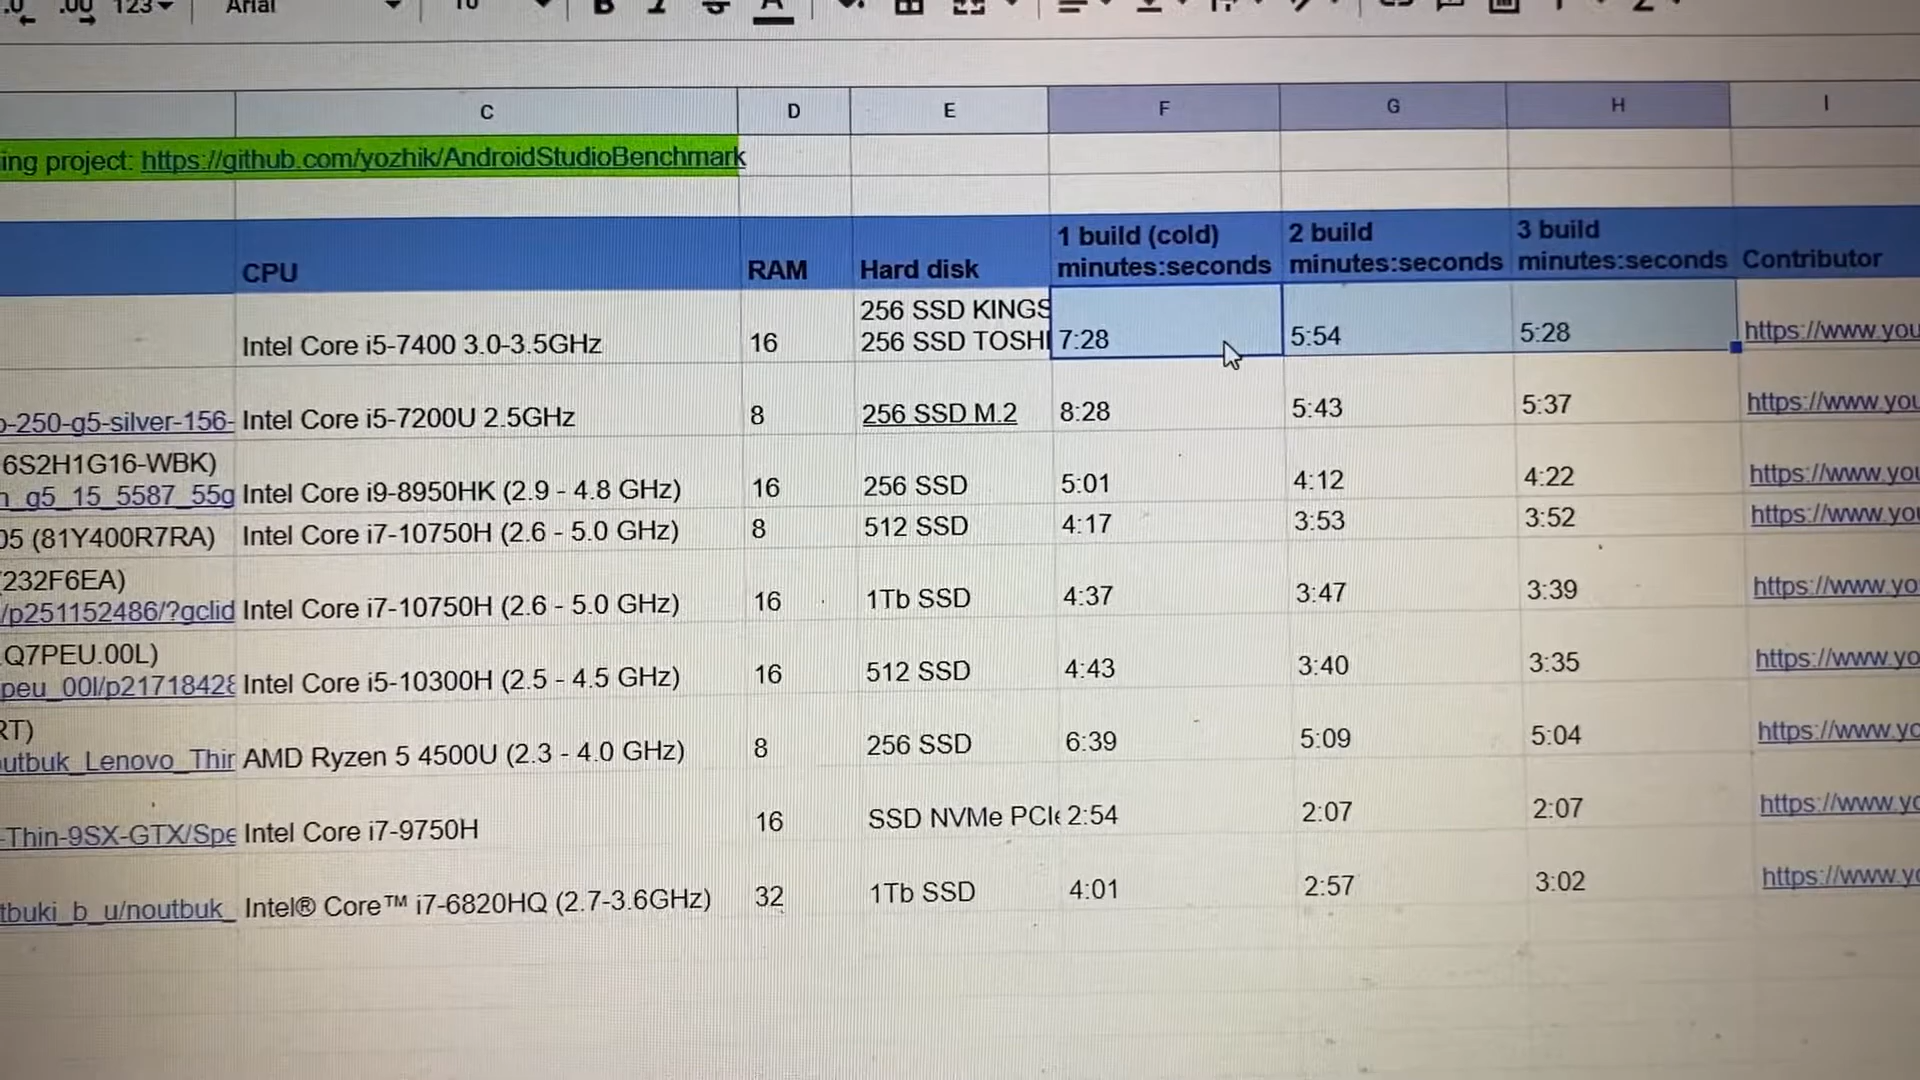 .0 .00 123 Arial 10 B I S A
C D E F G H I
ing project: https://github.com/yozhik/AndroidStudioBenchmark
CPU RAM Hard disk 1 build (cold) minutes:seconds 2 build minutes:seconds 3 build minutes:seconds Contributor
Intel Core i5-7400 3.0-3.5GHz 16 256 SSD KINGS 256 SSD TOSHI 7:28 5:54 5:28 https://www.you
-250-g5-silver-156- Intel Core i5-7200U 2.5GHz 8 256 SSD M.2 8:28 5:43 5:37 https://www.you
6S2H1G16-WBK)
_g5_15_5587_55g Intel Core i9-8950HK (2.9 - 4.8 GHz) 16 256 SSD 5:01 4:12 4:22 https://www.you
05 (81Y400R7RA) Intel Core i7-10750H (2.6 - 5.0 GHz) 8 512 SSD 4:17 3:53 3:52 https://www.you
(232F6EA)
/p251152486/?gclid Intel Core i7-10750H (2.6 - 5.0 GHz) 16 1Tb SSD 4:37 3:47 3:39 https://www.yo
.Q7PEU.00L)
peu_00l/p21718428 Intel Core i5-10300H (2.5 - 4.5 GHz) 16 512 SSD 4:43 3:40 3:35 https://www.yo
RT)
outbuk_Lenovo_Thin AMD Ryzen 5 4500U (2.3 - 4.0 GHz) 8 256 SSD 6:39 5:09 5:04 https://www.yo
-Thin-9SX-GTX/Spe Intel Core i7-9750H 16 SSD NVMe PCIe 2:54 2:07 2:07 https://www.yo
tbuki_b_u/noutbuk_ Intel® Core™ i7-6820HQ (2.7-3.6GHz) 32 1Tb SSD 4:01 2:57 3:02 https://www.yo